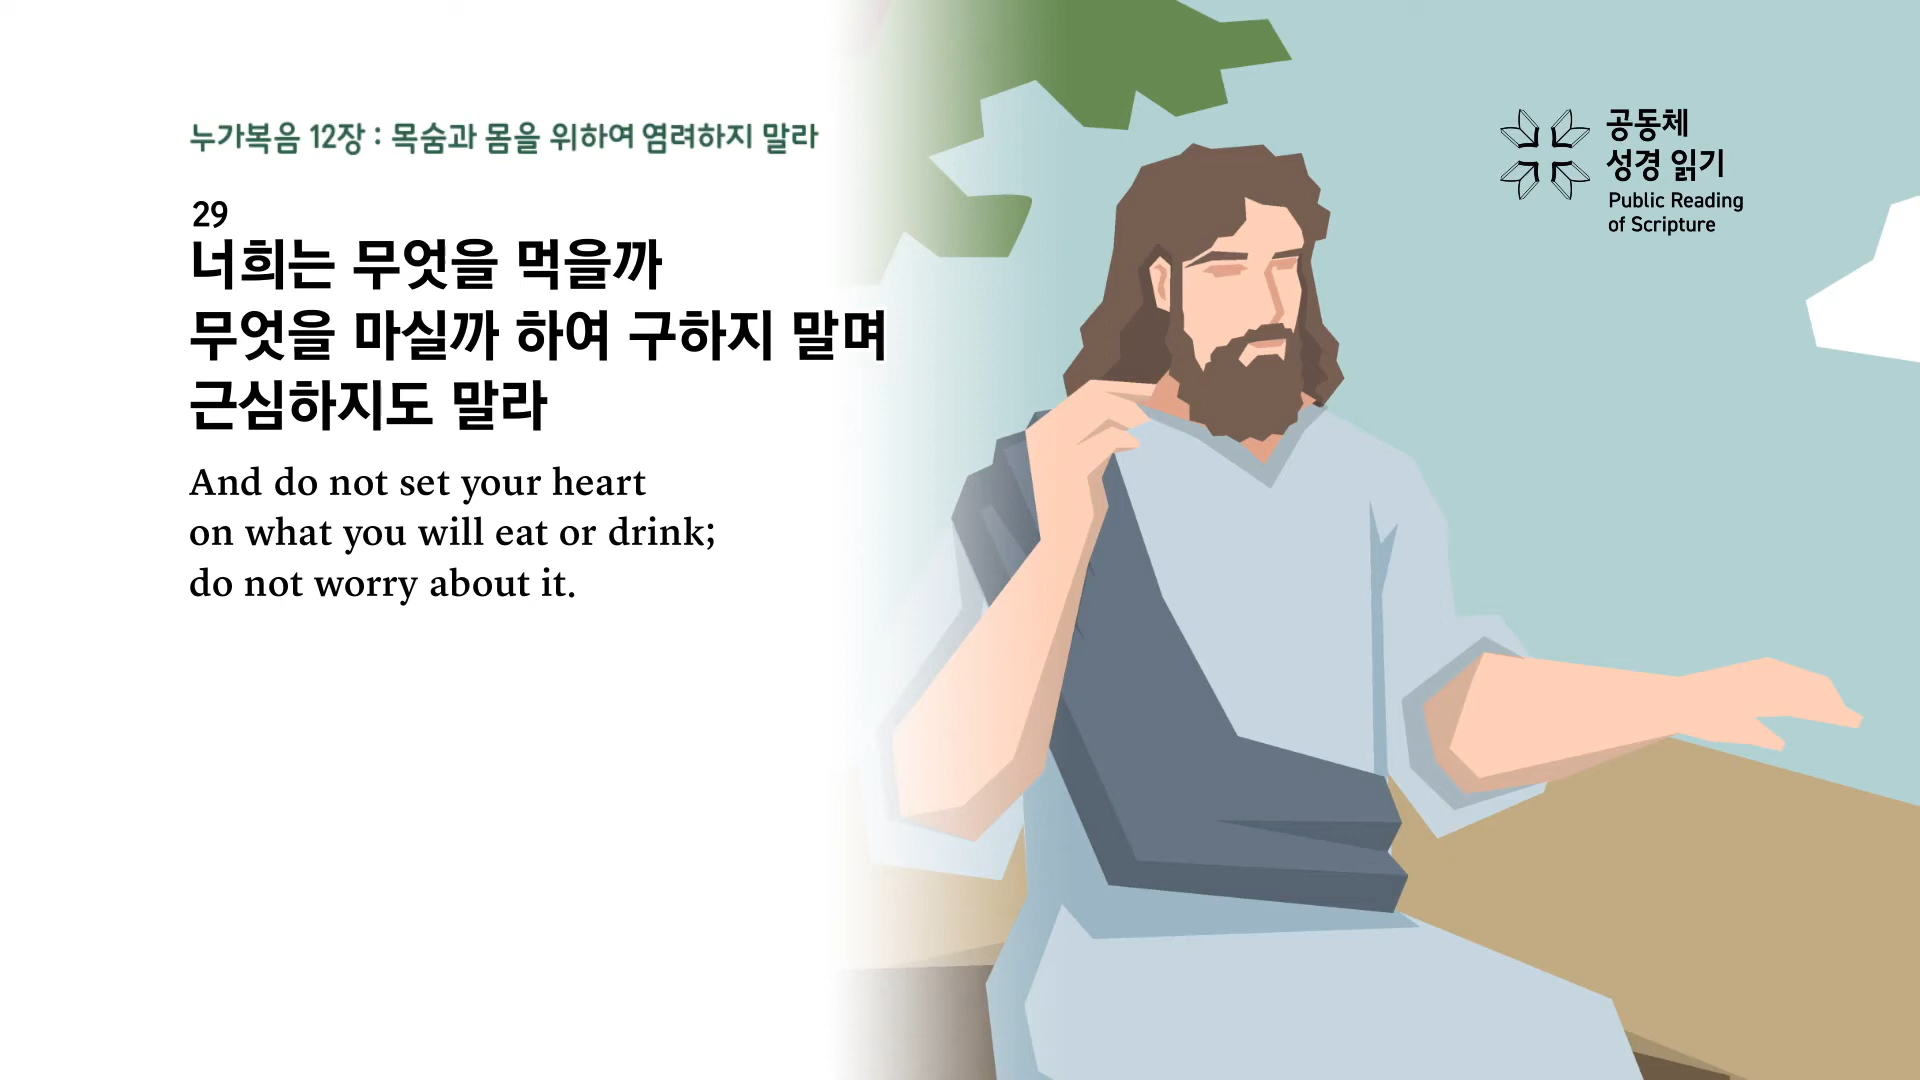 누가복음 12장 : 목숨과 몸을 위하여 염려하지 말라
29
너희는 무엇을 먹을까
무엇을 마실까 하여 구하지 말며
근심하지도 말라
And do not set your heart
on what you will eat or drink;
do not worry about it.
공동체
성경 읽기
Public Reading
of Scripture